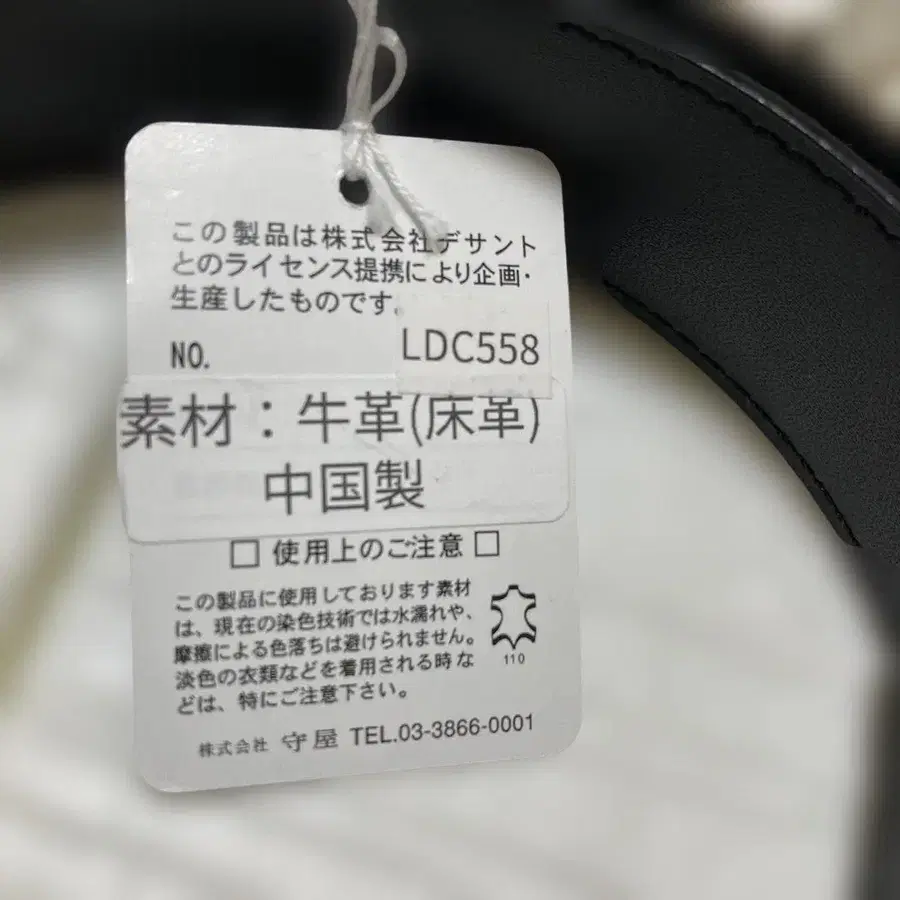 この製品は株式会社デサント
とのライセンス提携により企画・
生産したものです。
NO. LDC558
素材：牛革(床革)
中国製
□ 使用上のご注意 □
この製品に使用しております素材
は、現在の染色技術では水濡れや、
摩擦による色落ちは避けられません。
淡色の衣類などを着用される時な
どは、特にご注意下さい。
110
株式会社 守屋 TEL.03-3866-0001